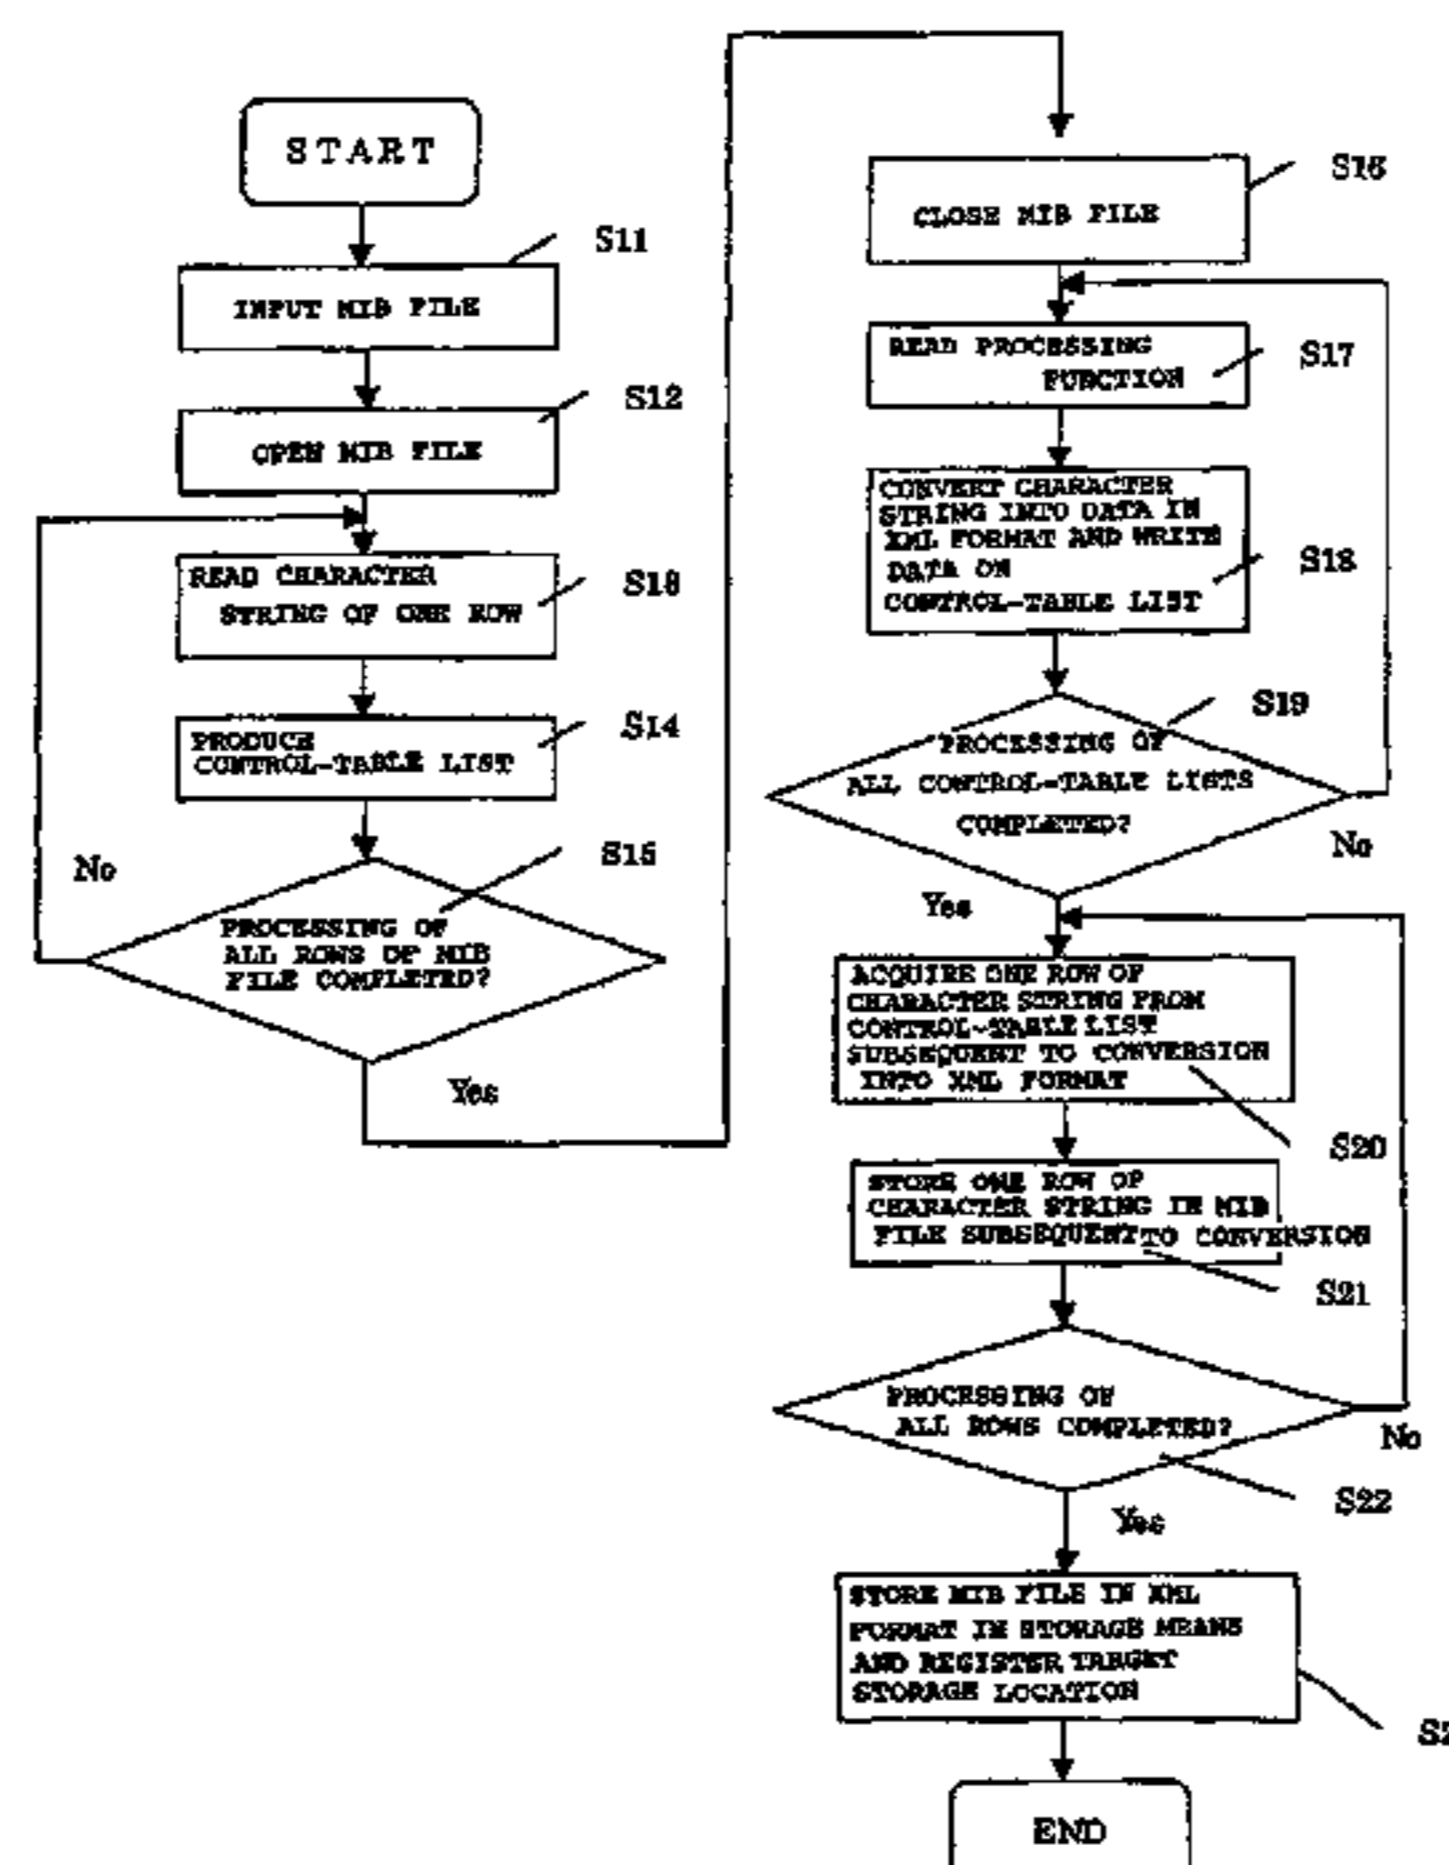 START
S11
INPUT MIB FILE
S12
OPEN MIB FILE
READ CHARACTER
STRING OF ONE ROW
S13
PRODUCE
CONTROL-TABLE LIST
S14
No
S15
PROCESSING OF
ALL ROWS OF MIB
FILE COMPLETED?
Yes
S16
CLOSE MIB FILE
READ PROCESSING
FUNCTION
S17
CONVERT CHARACTER
STRING INTO DATA IN
XML FORMAT AND WRITE
DATA ON
CONTROL-TABLE LIST
S18
S19
PROCESSING OF
ALL CONTROL-TABLE LISTS
COMPLETED?
No
Yes
ACQUIRE ONE ROW OF
CHARACTER STRING FROM
CONTROL-TABLE LIST
SUBSEQUENT TO CONVERSION
INTO XML FORMAT
S20
STORE ONE ROW OF
CHARACTER STRING IN MIB
FILE SUBSEQUENT TO CONVERSION
S21
PROCESSING OF
ALL ROWS COMPLETED?
No
S22
Yes
STORE MIB FILE IN XML
FORMAT IN STORAGE MEANS
AND REGISTER TARGET
STORAGE LOCATION
END